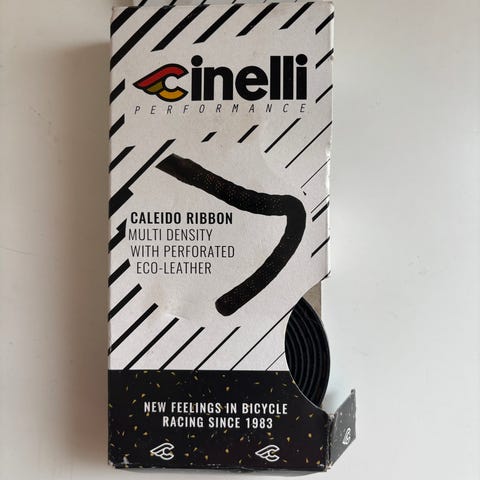 Cinelli
PERFORMANCE
CALEIDO RIBBON
MULTI DENSITY
WITH PERFORATED
ECO-LEATHER
NEW FEELINGS IN BICYCLE
RACING SINCE 1983